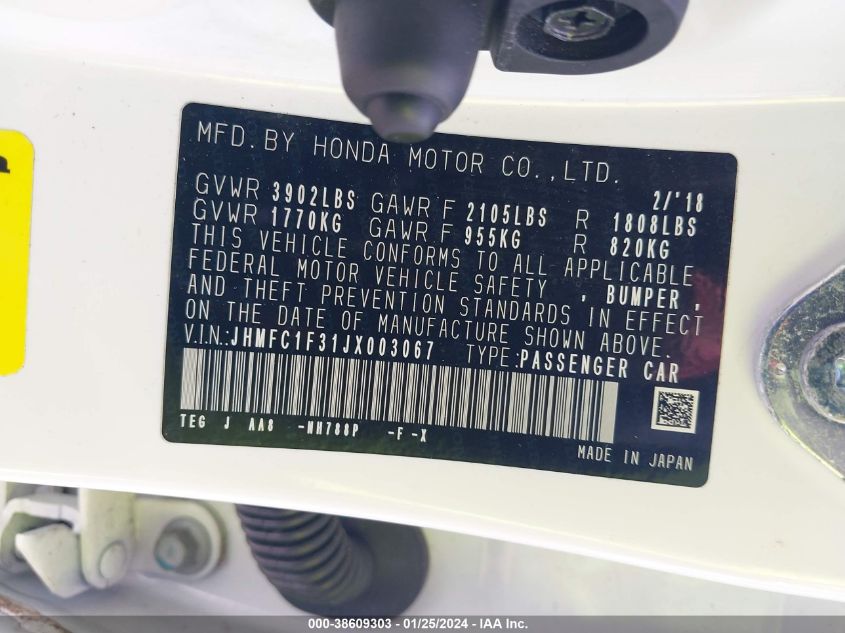 MFD. BY HONDA MOTOR CO., LTD.
2/'18
GVWR 3902LBS GAWR F 2105LBS R 1808LBS
GVWR 1770KG GAWR F 955KG R 820KG
THIS VEHICLE CONFORMS TO ALL APPLICABLE
FEDERAL MOTOR VEHICLE SAFETY , BUMPER ,
AND THEFT PREVENTION STANDARDS IN EFFECT
ON THE DATE OF MANUFACTURE SHOWN ABOVE.
V.I.N.:JHMFC1F31JX003067 TYPE:PASSENGER CAR
TEG J AA8 -NH788P -F -X
MADE IN JAPAN
000-38609303 - 01/25/2024 - IAA Inc.